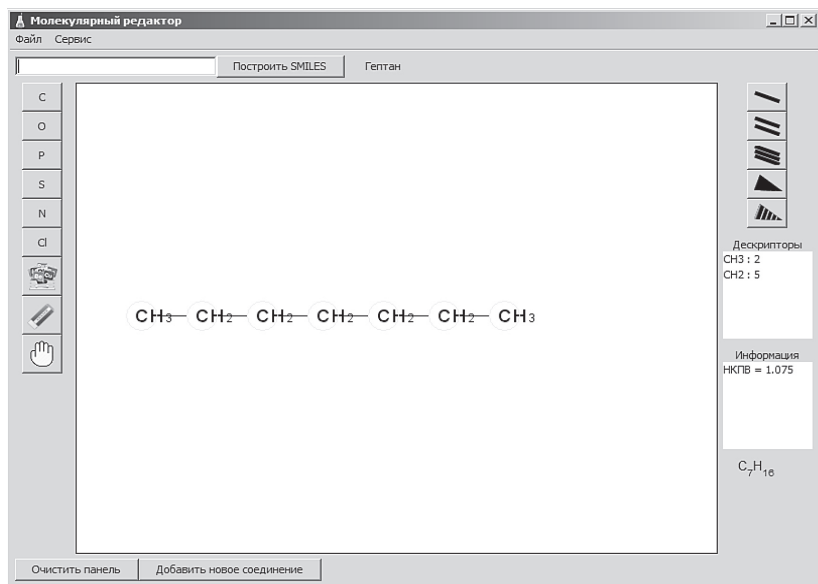 Молекулярный редактор
Файл Сервис
Построить SMILES Гептан
C
O
P
S
N
Cl
CH3 CH2 CH2 CH2 CH2 CH2 CH3
Дескрипторы
CH3 : 2
CH2 : 5
Информация
НКПВ = 1.075
C7H16
Очистить панель Добавить новое соединение